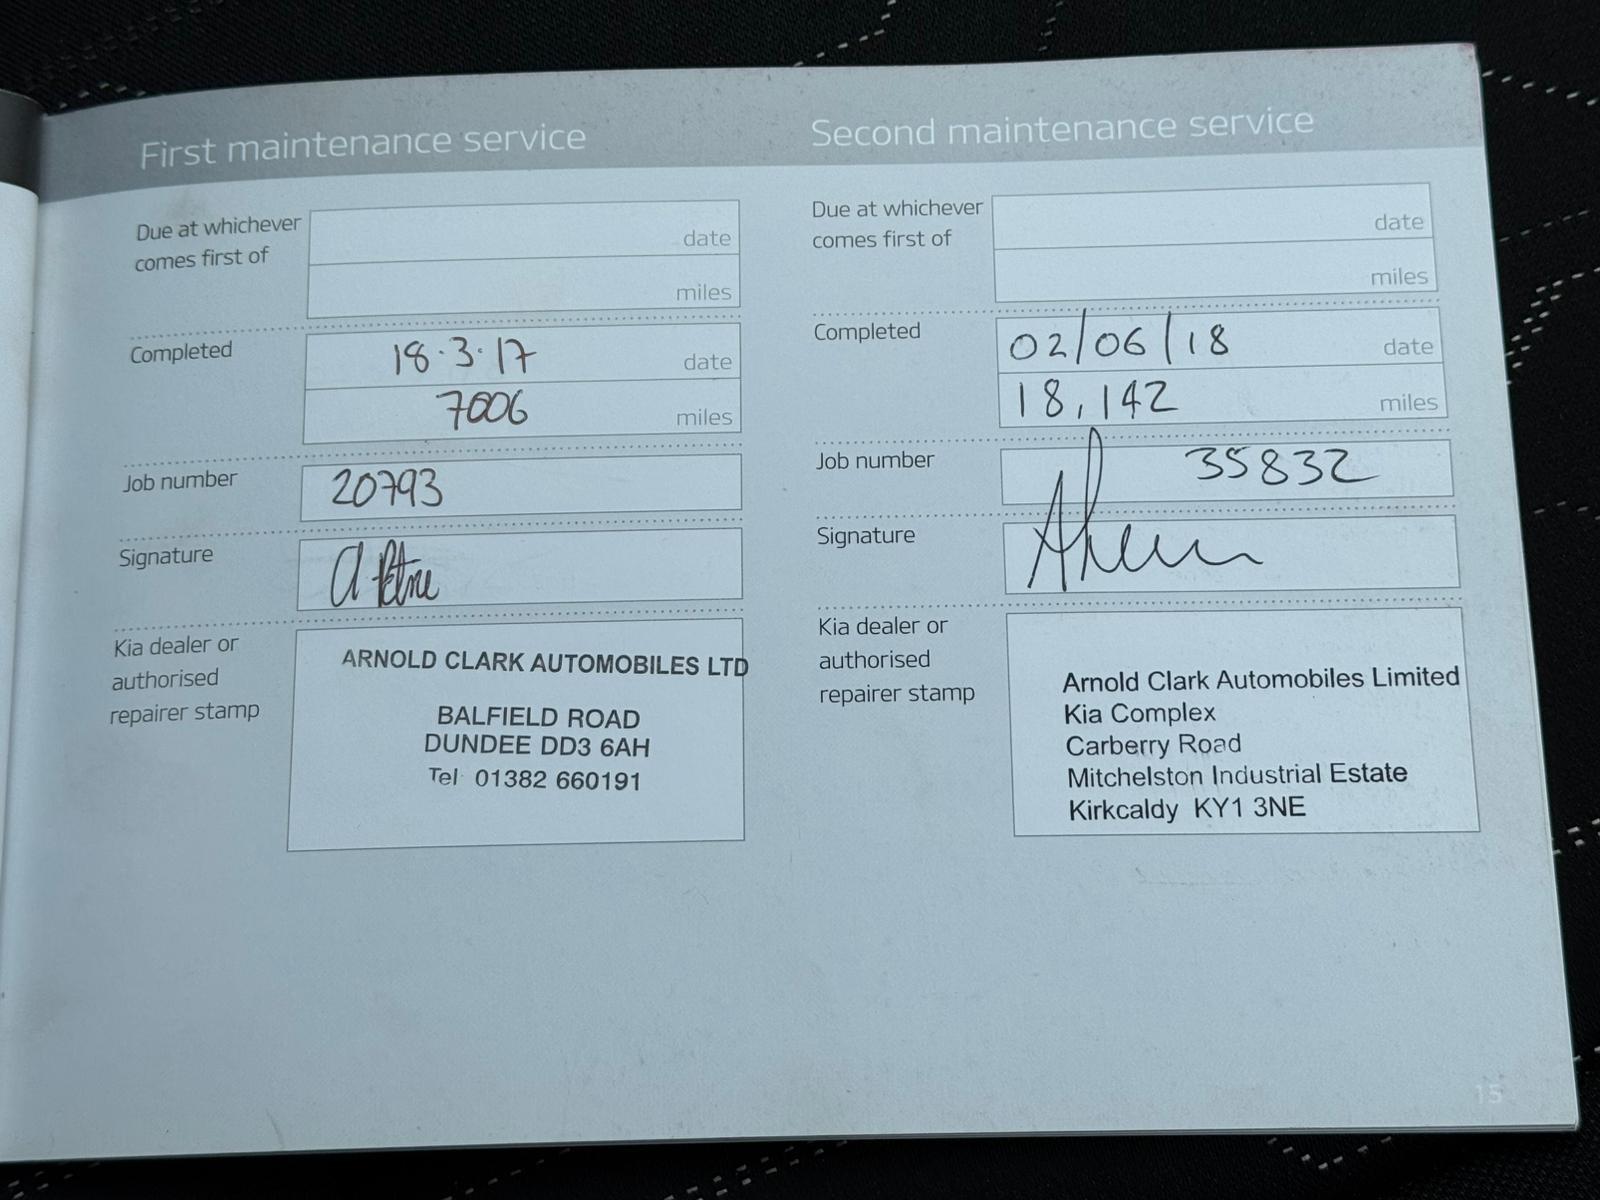 First maintenance service
Due at whichever
comes first of
date
miles
Completed
18.3.17 date
7006 miles
Job number
20793
Signature
Kia dealer or
authorised
repairer stamp
ARNOLD CLARK AUTOMOBILES LTD
BALFIELD ROAD
DUNDEE DD3 6AH
Tel 01382 660191
Second maintenance service
Due at whichever
comes first of
date
miles
Completed
02/06/18 date
18,142 miles
Job number
35832
Signature
Kia dealer or
authorised
repairer stamp
Arnold Clark Automobiles Limited
Kia Complex
Carberry Road
Mitchelston Industrial Estate
Kirkcaldy KY1 3NE
15